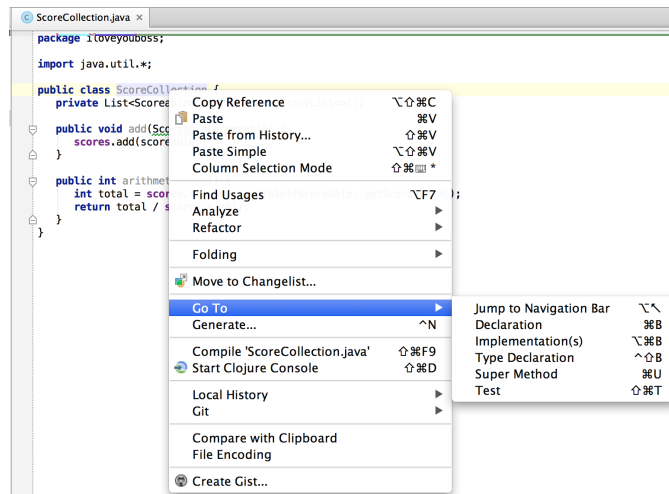 ScoreCollection.java ×
package iloveyouboss;
import java.util.*;
public class ScoreCollection {
private List<Scorea
public void add(Sco
scores.add(score
}
public int arithmet
int total = scor );
return total / s
}
}
Copy Reference ⌥⇧⌘C
Paste ⌘V
Paste from History... ⇧⌘V
Paste Simple ⌥⇧⌘V
Column Selection Mode ⇧⌘⌨ *
Find Usages ⌥F7
Analyze ▶
Refactor ▶
Folding ▶
Move to Changelist...
Go To ▶
Generate... ^N
Compile 'ScoreCollection.java' ⇧⌘F9
Start Clojure Console ⇧⌘D
Local History ▶
Git ▶
Compare with Clipboard
File Encoding
Create Gist...
Jump to Navigation Bar ⌥↖
Declaration ⌘B
Implementation(s) ⌥⌘B
Type Declaration ^⇧B
Super Method ⌘U
Test ⇧⌘T